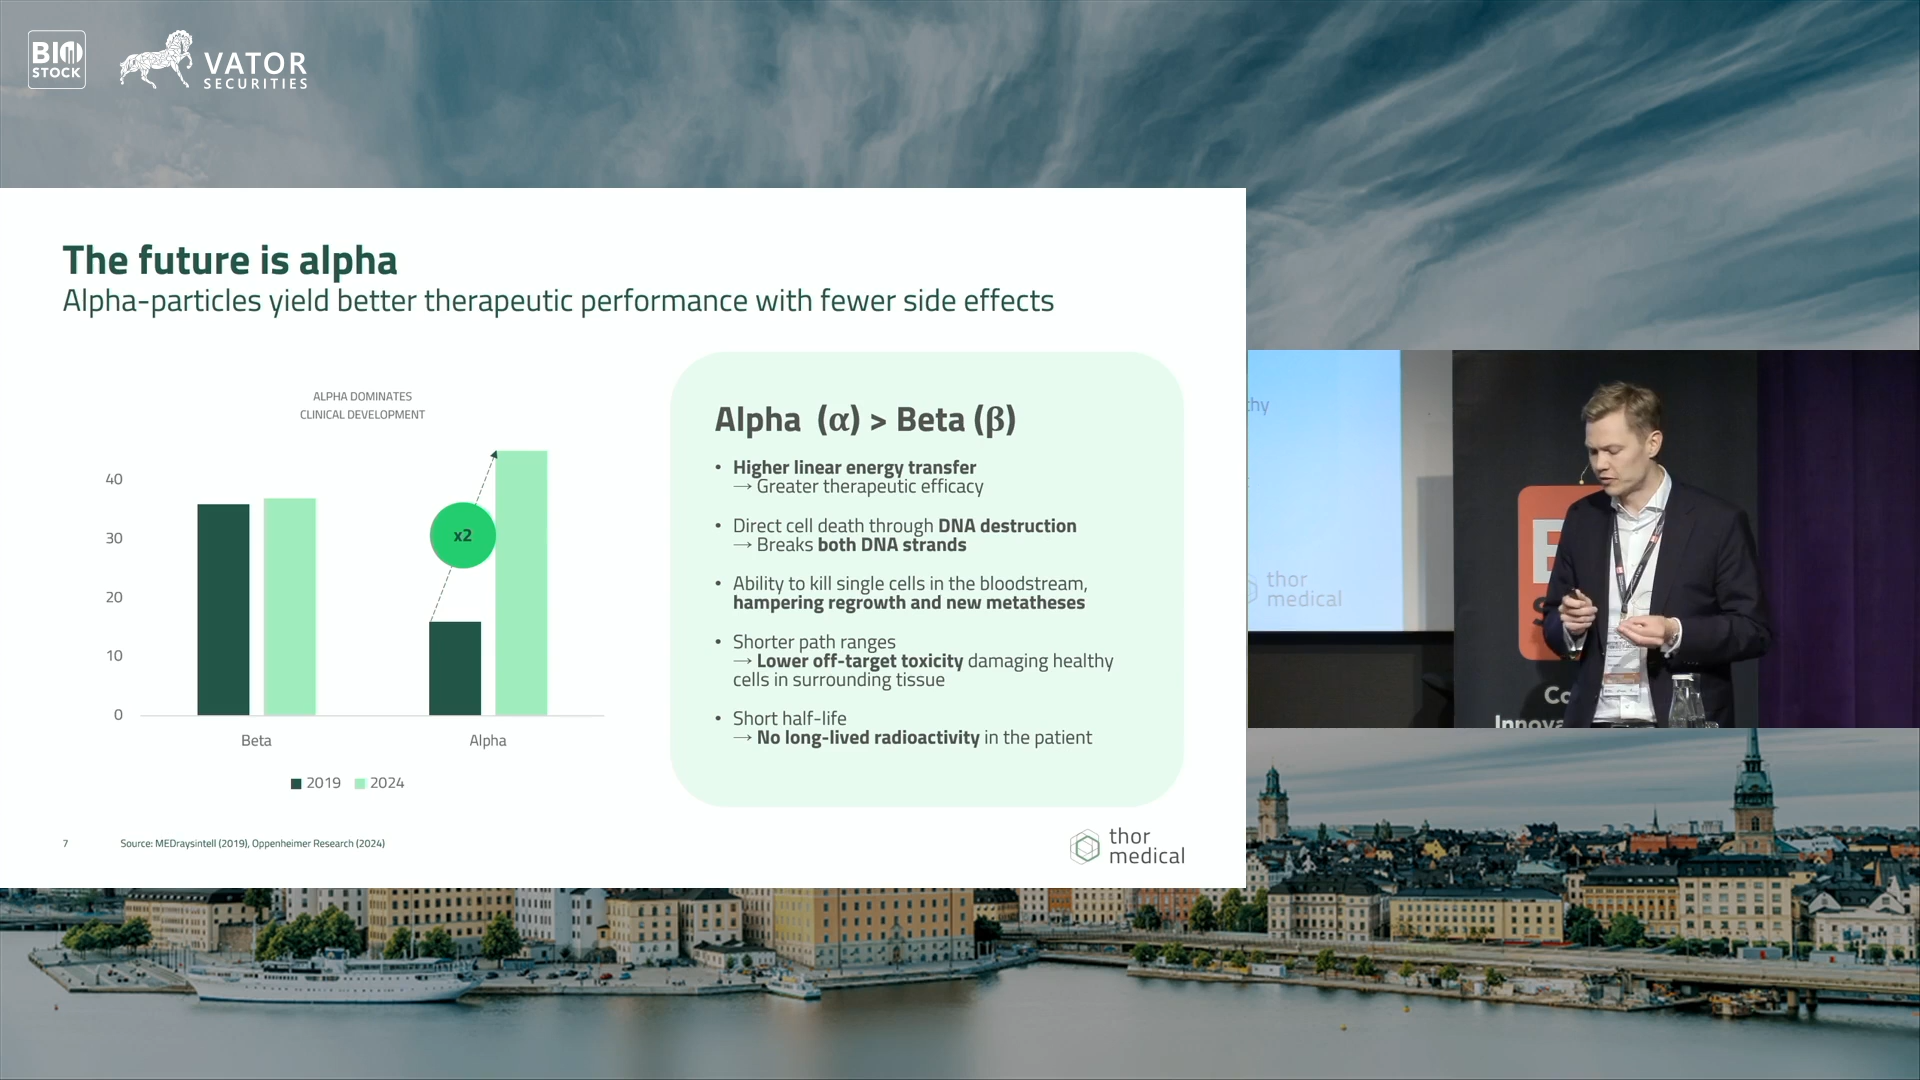 BIO
STOCK
VATOR
SECURITIES
The future is alpha
Alpha-particles yield better therapeutic performance with fewer side effects
ALPHA DOMINATES
CLINICAL DEVELOPMENT
40
30
20
10
0
x2
Beta
Alpha
2019
2024
Alpha (α) > Beta (β)
• Higher linear energy transfer
→ Greater therapeutic efficacy
• Direct cell death through DNA destruction
→ Breaks both DNA strands
• Ability to kill single cells in the bloodstream,
hampering regrowth and new metatheses
• Shorter path ranges
→ Lower off-target toxicity damaging healthy
cells in surrounding tissue
• Short half-life
→ No long-lived radioactivity in the patient
7
Source: MEDraysintell (2019), Oppenheimer Research (2024)
thor
medical
thor
medical